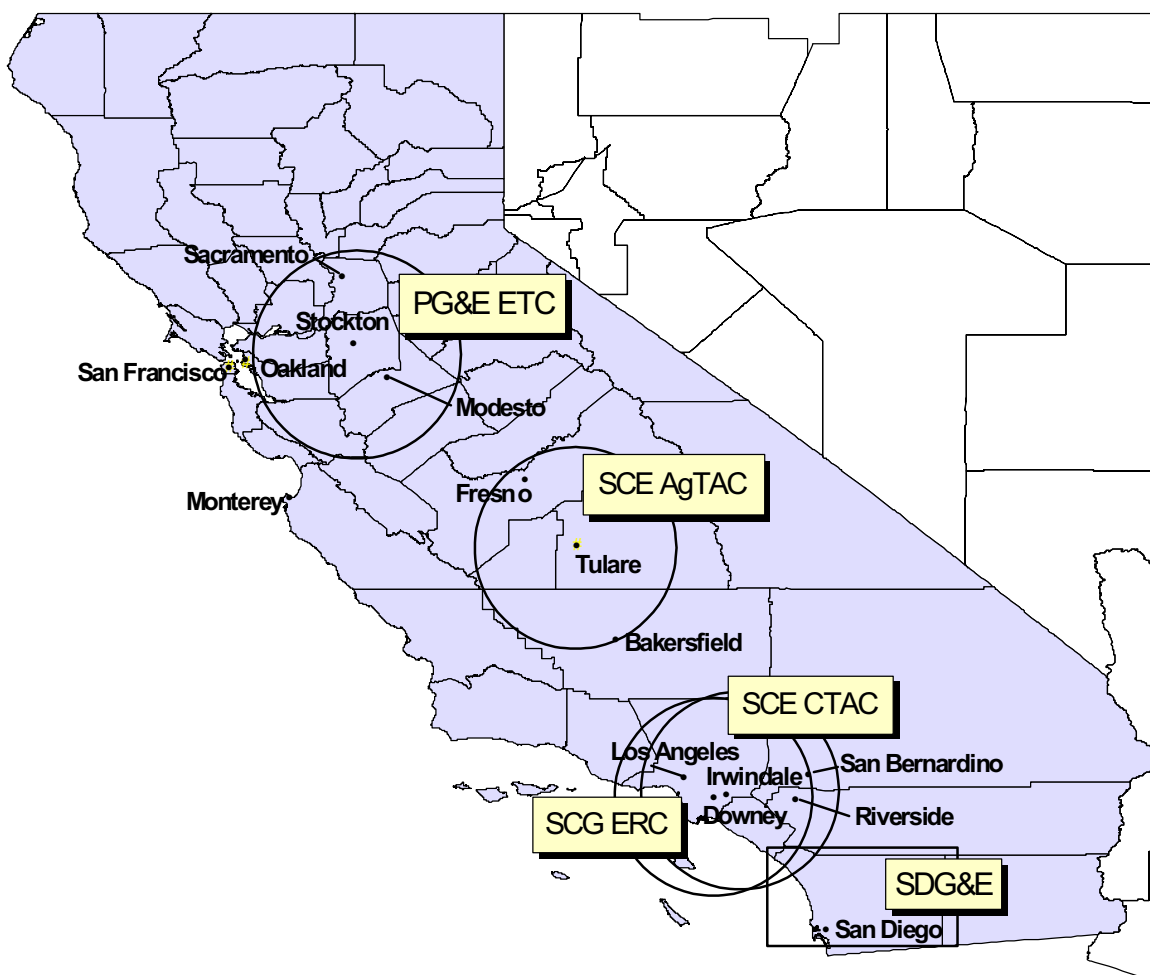 Sacramento
PG&E ETC
Stockton
San Francisco
Oakland
Modesto
SCE AgTAC
Fresno
Monterey
Tulare
Bakersfield
SCE CTAC
Los Angeles
San Bernardino
Irwindale
Downey
Riverside
SCG ERC
SDG&E
San Diego